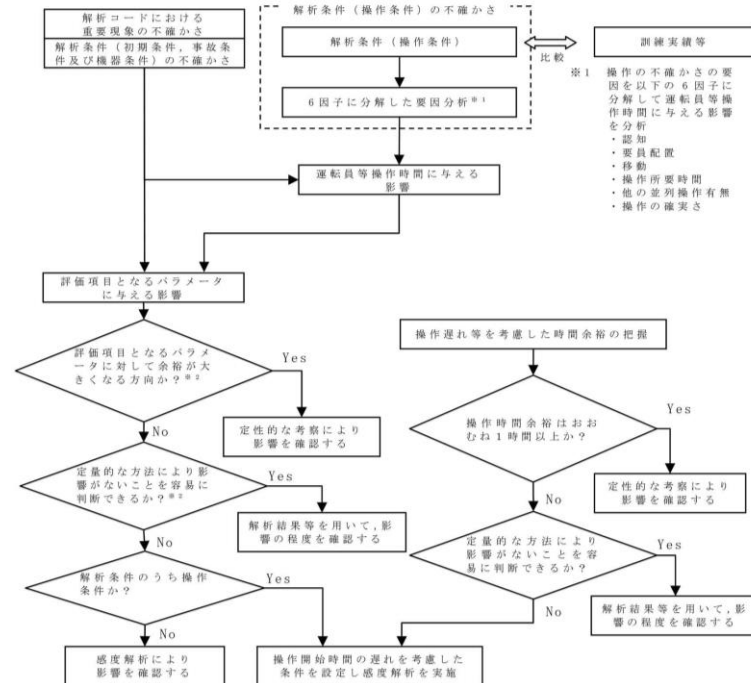 解析コードにおける
重要現象の不確かさ
解析条件（初期条件，事故条
件及び機器条件）の不確かさ
解析条件（操作条件）の不確かさ
解析条件（操作条件）
6因子に分解した要因分析※1
比較
訓練実績等
※1 操作の不確かさの要
因を以下の6因子に
分解して運転員等操
作時間に与える影響
を分析
・認知
・要員配置
・移動
・操作所要時間
・他の並列操作有無
・操作の確実さ
運転員等操作時間に与える
影響
評価項目となるパラメータ
に与える影響
評価項目となるパラメ
ータに対して余裕が大
きくなる方向か？※2
Yes
No
定性的な考察により
影響を確認する
定量的な方法により影
響がないことを容易に
判断できるか？※2
Yes
No
解析結果等を用いて，影
響の程度を確認する
解析条件のうち操作
条件か？
Yes
No
感度解析により
影響を確認する
操作開始時間の遅れを考慮した
条件を設定し感度解析を実施
操作遅れ等を考慮した時間余裕の把握
操作時間余裕はおお
むね1時間以上か？
Yes
No
定性的な考察により
影響を確認する
定量的な方法により
影響がないことを容
易に判断できるか？
Yes
No
解析結果等を用いて，影
響の程度を確認する